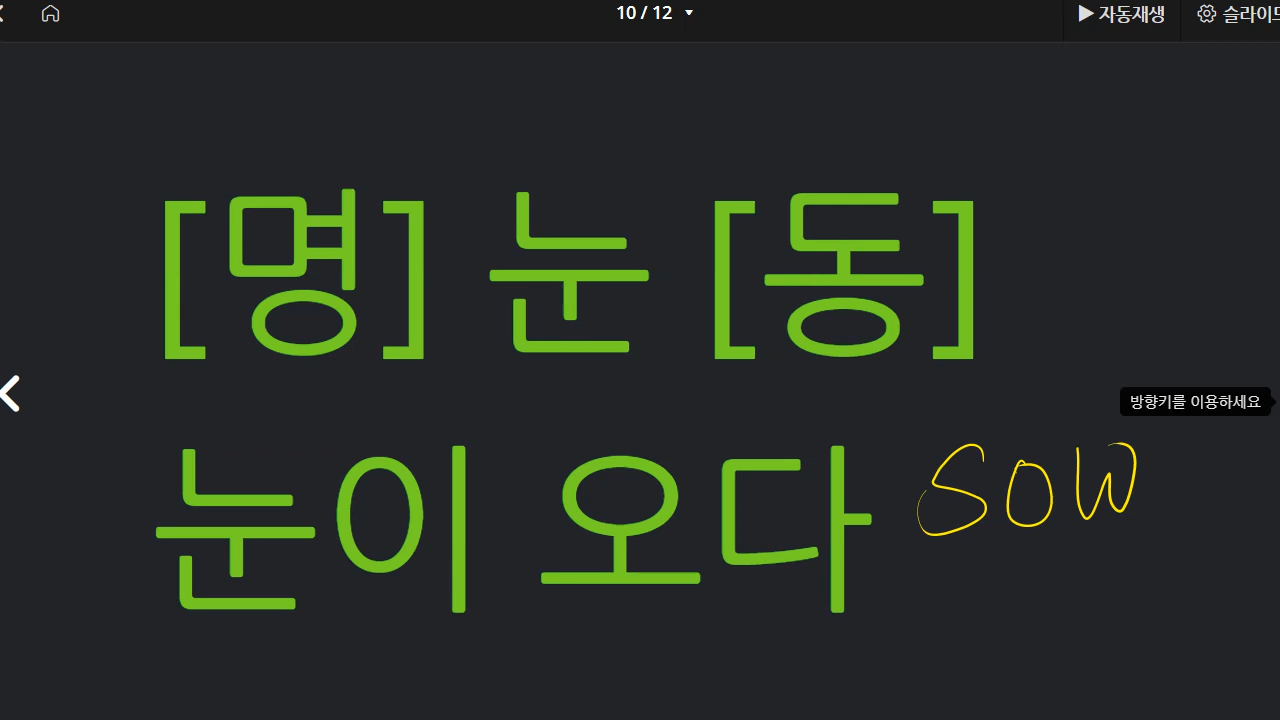 10 / 12
▶ 자동재생
슬라이드
[명] 눈 [동]
방향키를 이용하세요
눈이 오다 sow